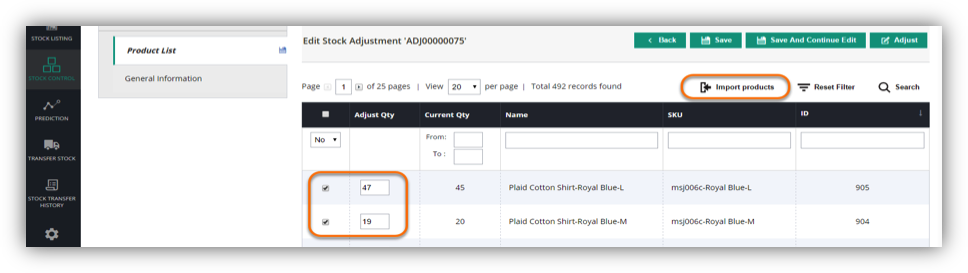 STOCK LISTING
STOCK CONTROL
PREDICTION
TRANSFER STOCK
STOCK TRANSFER
HISTORY
Product List
General Information
Edit Stock Adjustment 'ADJ00000075'
Back Save Save And Continue Edit Adjust
Page 1 of 25 pages | View 20 per page | Total 492 records found
Import products Reset Filter Search
Adjust Qty Current Qty Name SKU ID
No From:
To :
47 45 Plaid Cotton Shirt-Royal Blue-L msj006c-Royal Blue-L 905
19 20 Plaid Cotton Shirt-Royal Blue-M msj006c-Royal Blue-M 904